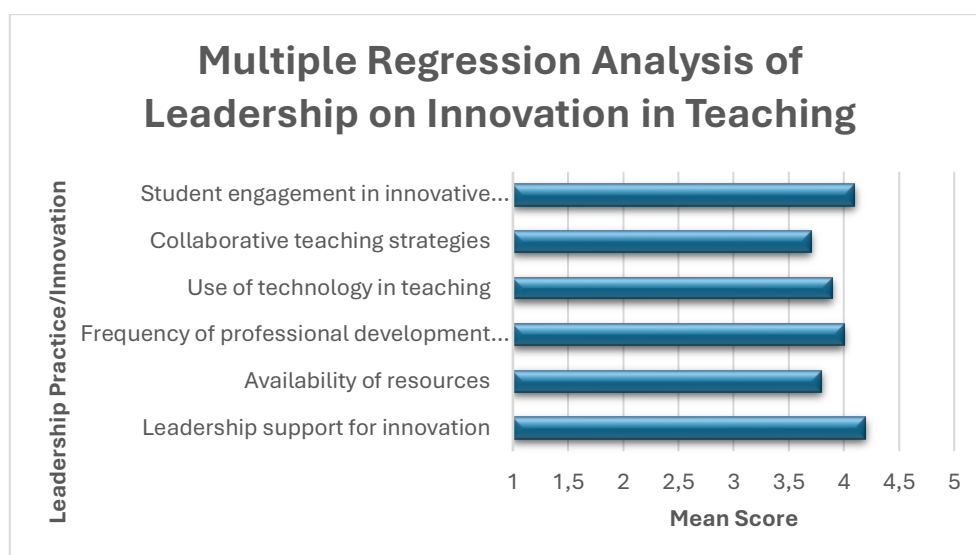 Multiple Regression Analysis of
Leadership on Innovation in Teaching
Leadership Practice/Innovation
Student engagement in innovative...
Collaborative teaching strategies
Use of technology in teaching
Frequency of professional development...
Availability of resources
Leadership support for innovation
1 1,5 2 2,5 3 3,5 4 4,5 5
Mean Score